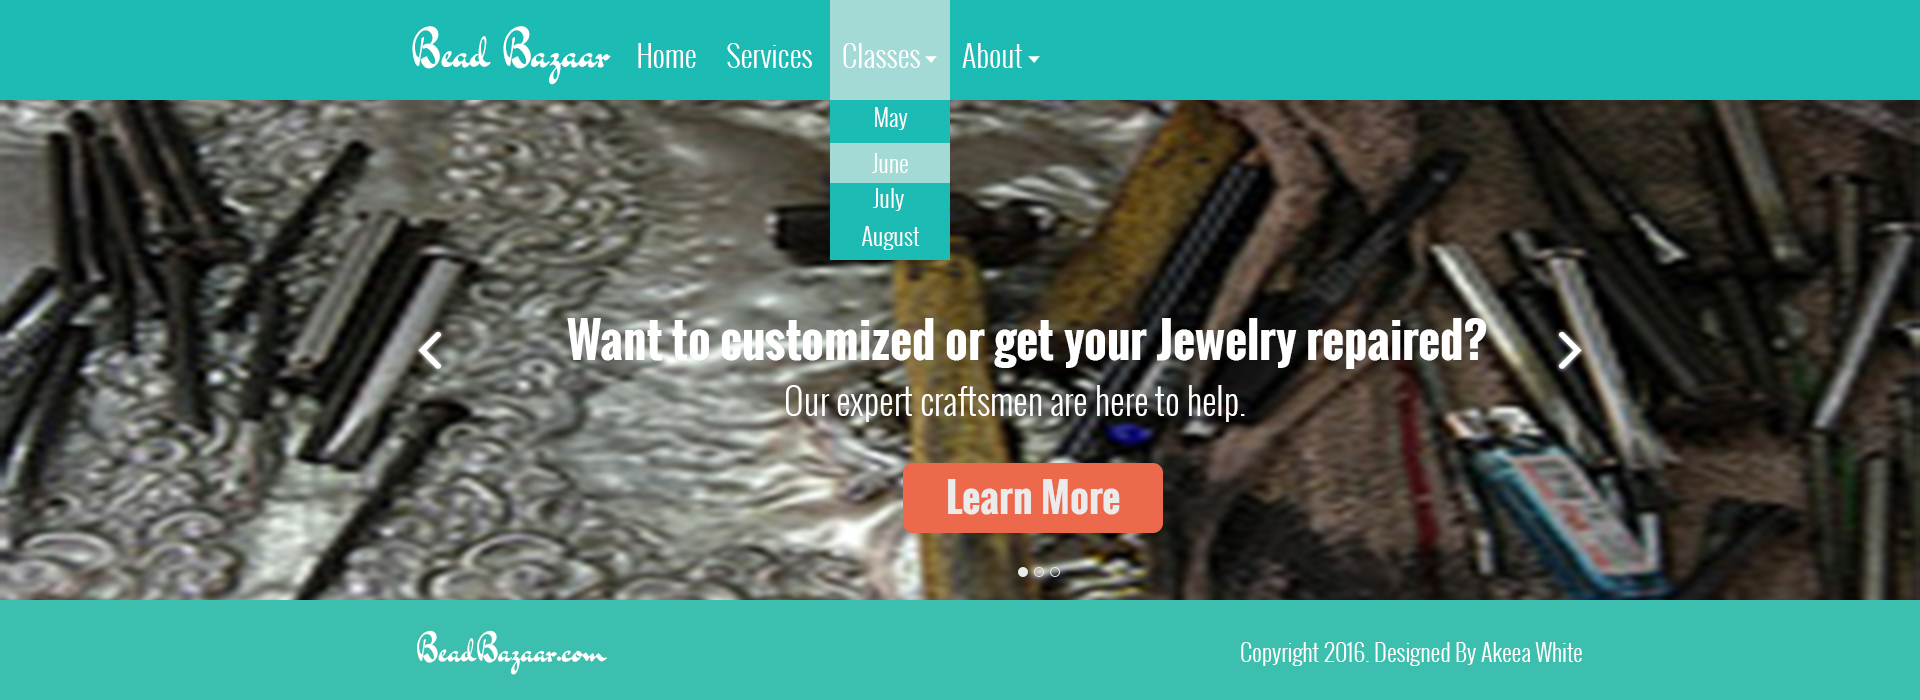 Bead Bazaar Home Services Classes About
May
June
July
August
Want to customized or get your Jewelry repaired?
Our expert craftsmen are here to help.
Learn More
BeadBazaar.com Copyright 2016. Designed By Akeea White